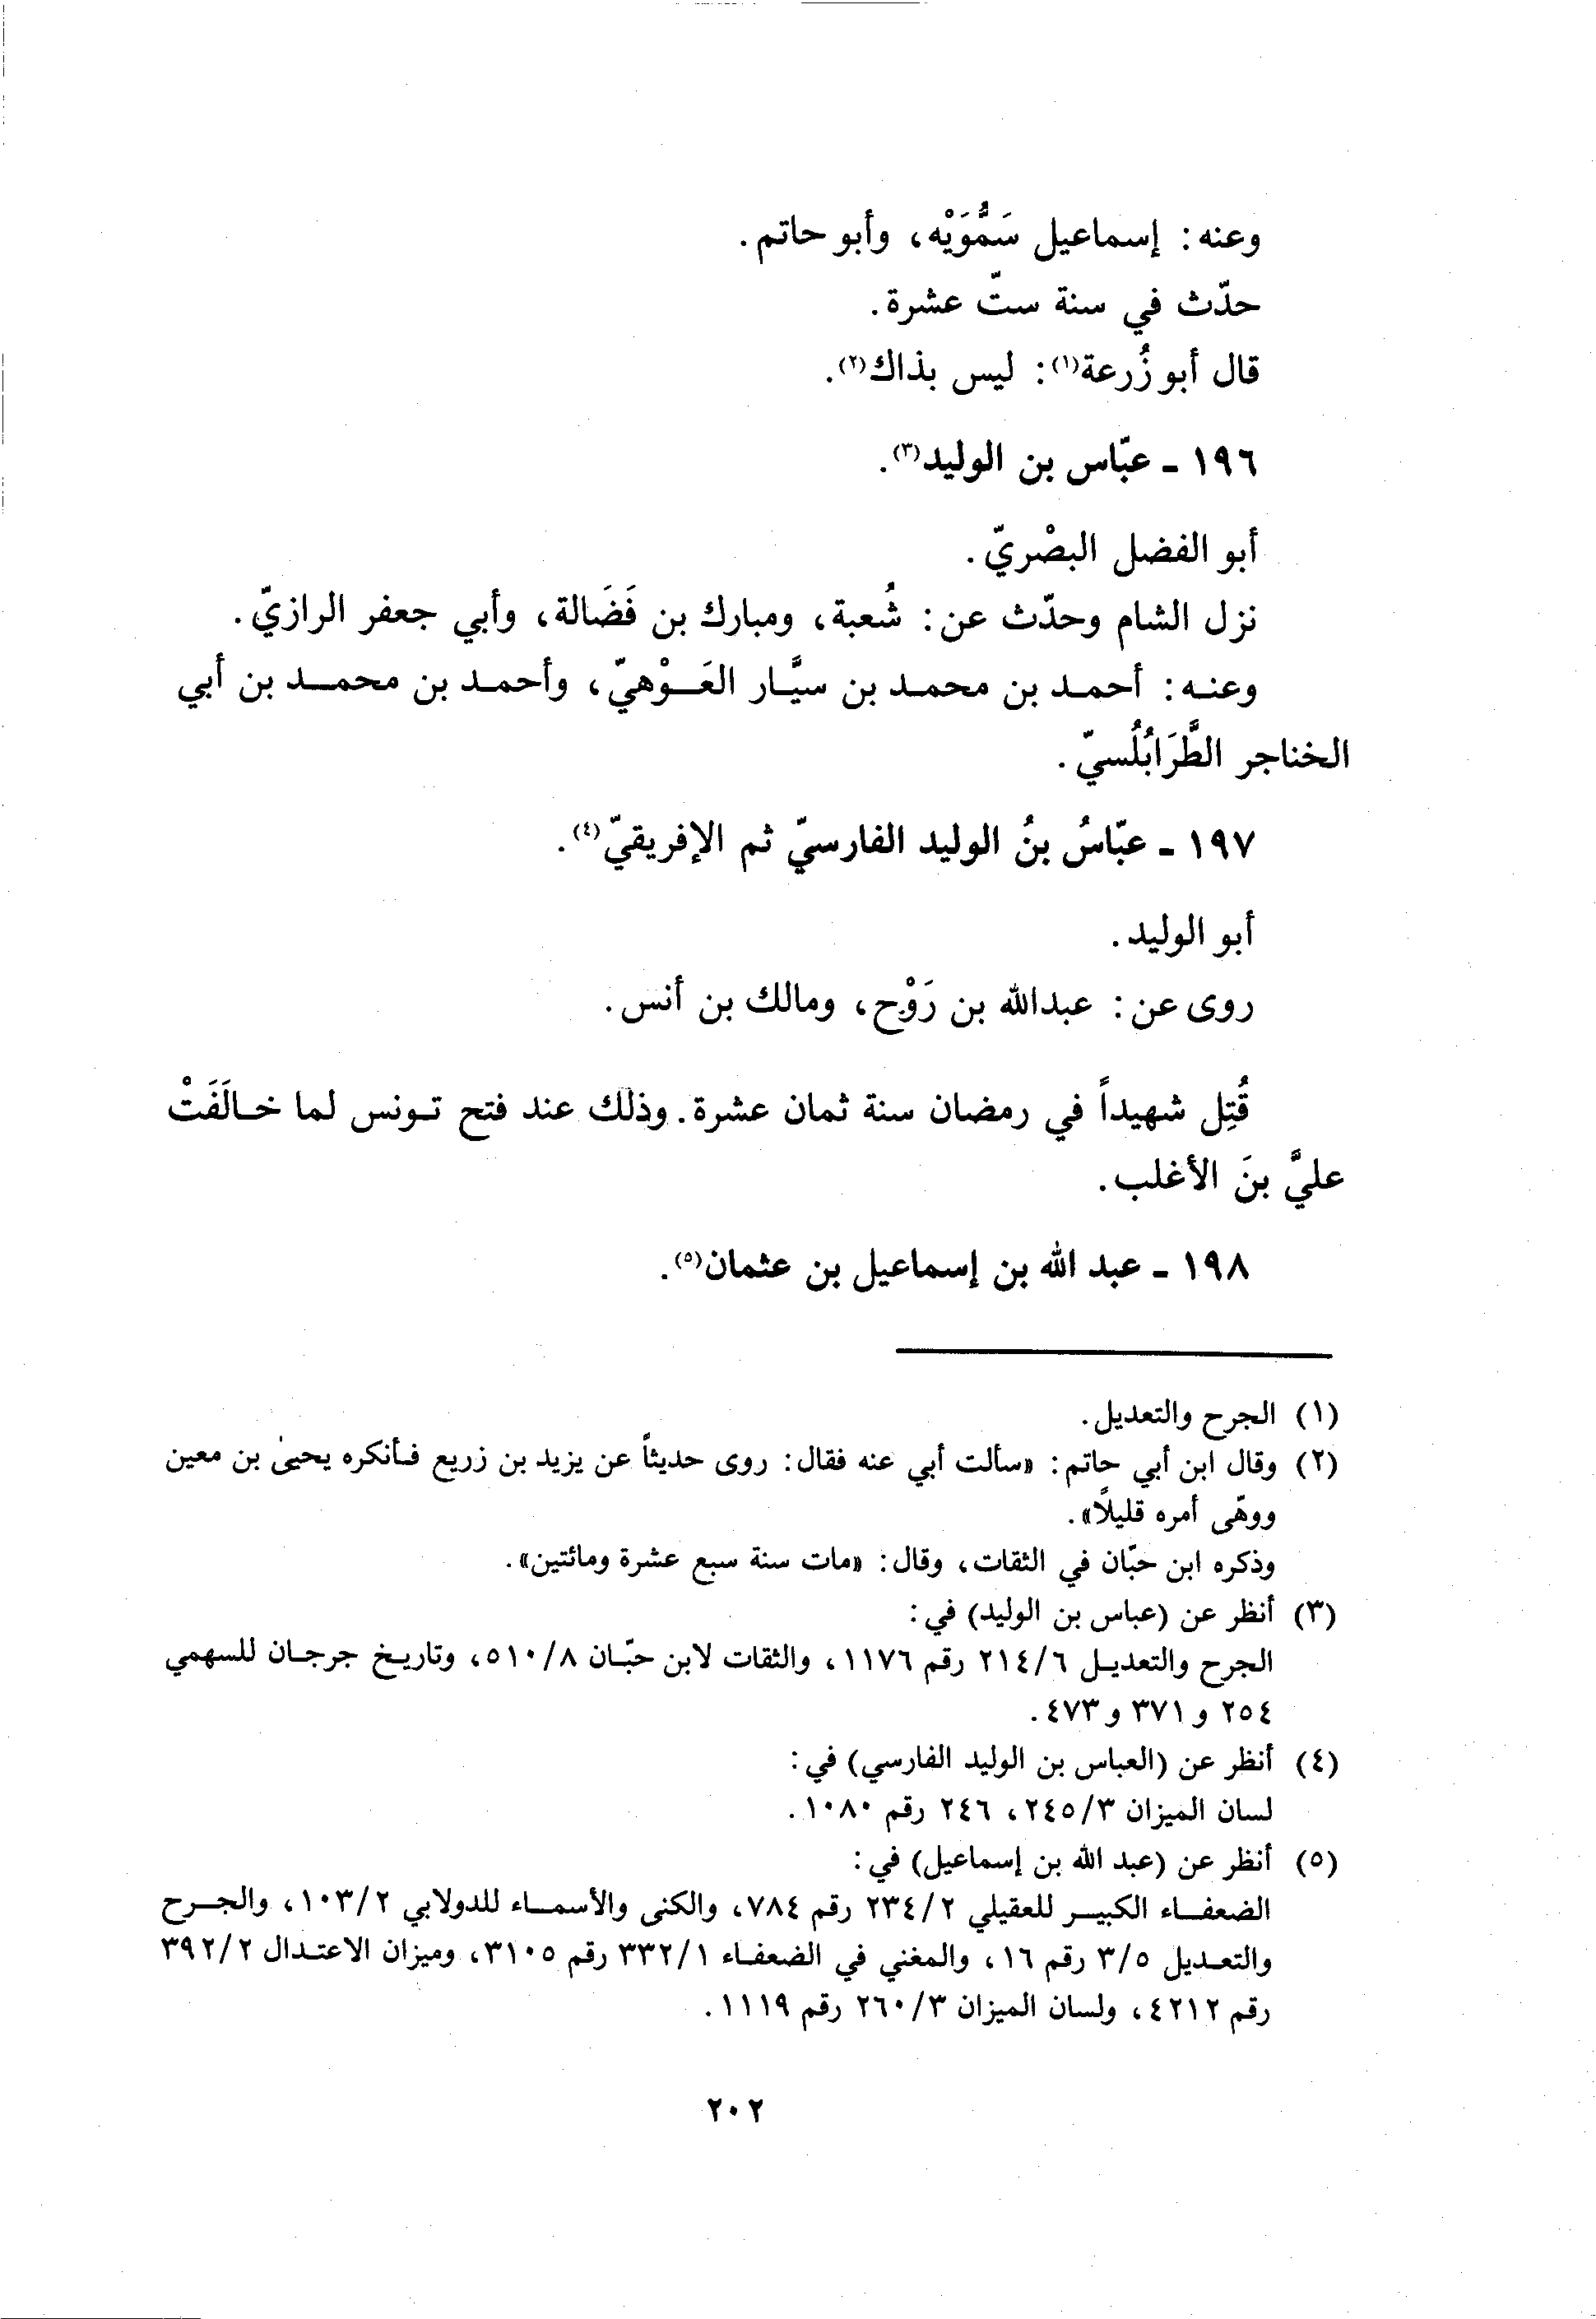 وعنه: إسماعيل سَمُّوَيْه، وأبو حاتم.
حدّث في سنة ستّ عشرة.
قال أبو زُرعة(١): ليس بذاك(٢).
١٩٦ - عبّاس بن الوليد(٣).
أبو الفضل البصْريّ.
نزل الشام وحدّث عن: شُعبة، ومبارك بن فَضَالة، وأبي جعفر الرازيّ.
وعنه: أحمد بن محمد بن سيَّار العَوْهيّ، وأحمد بن محمد بن أبي
الخناجر الطَّرَابُلُسيّ.
١٩٧ - عبّاسُ بنُ الوليد الفارسيّ ثم الإفريقيّ(٤).
أبو الوليد.
روى عن: عبدالله بن رَوْح، ومالك بن أنس.
قُتِل شهيداً في رمضان سنة ثمان عشرة. وذلك عند فتح تونس لما خالَفَتْ
عليَّ بنَ الأغلب.
١٩٨ - عبد الله بن إسماعيل بن عثمان(٥).
(١) الجرح والتعديل.
(٢) وقال ابن أبي حاتم: «سألت أبي عنه فقال: روى حديثاً عن يزيد بن زريع فأنكره يحيى بن معين
ووهّى أمره قليلاً».
وذكره ابن حبّان في الثقات، وقال: «مات سنة سبع عشرة ومائتين».
(٣) أنظر عن (عباس بن الوليد) في:
الجرح والتعديل ٢١٤/٦ رقم ١١٧٦، والثقات لابن حبّان ٥١٠/٨، وتاريخ جرجان للسهمي
٢٥٤ و ٣٧١ و ٤٧٣.
(٤) أنظر عن (العباس بن الوليد الفارسي) في:
لسان الميزان ٢٤٥/٣، ٢٤٦ رقم ١٠٨٠.
(٥) أنظر عن (عبد الله بن إسماعيل) في:
الضعفاء الكبير للعقيلي ٢٣٤/٢ رقم ٧٨٤، والكنى والأسماء للدولابي ١٠٣/٢، والجرح
والتعديل ٣/٥ رقم ١٦، والمغني في الضعفاء ٣٣٢/١ رقم ٣١٠٥، وميزان الاعتدال ٣٩٢/٢
رقم ٤٢١٢، ولسان الميزان ٢٦٠/٣ رقم ١١١٩.
٢٠٢